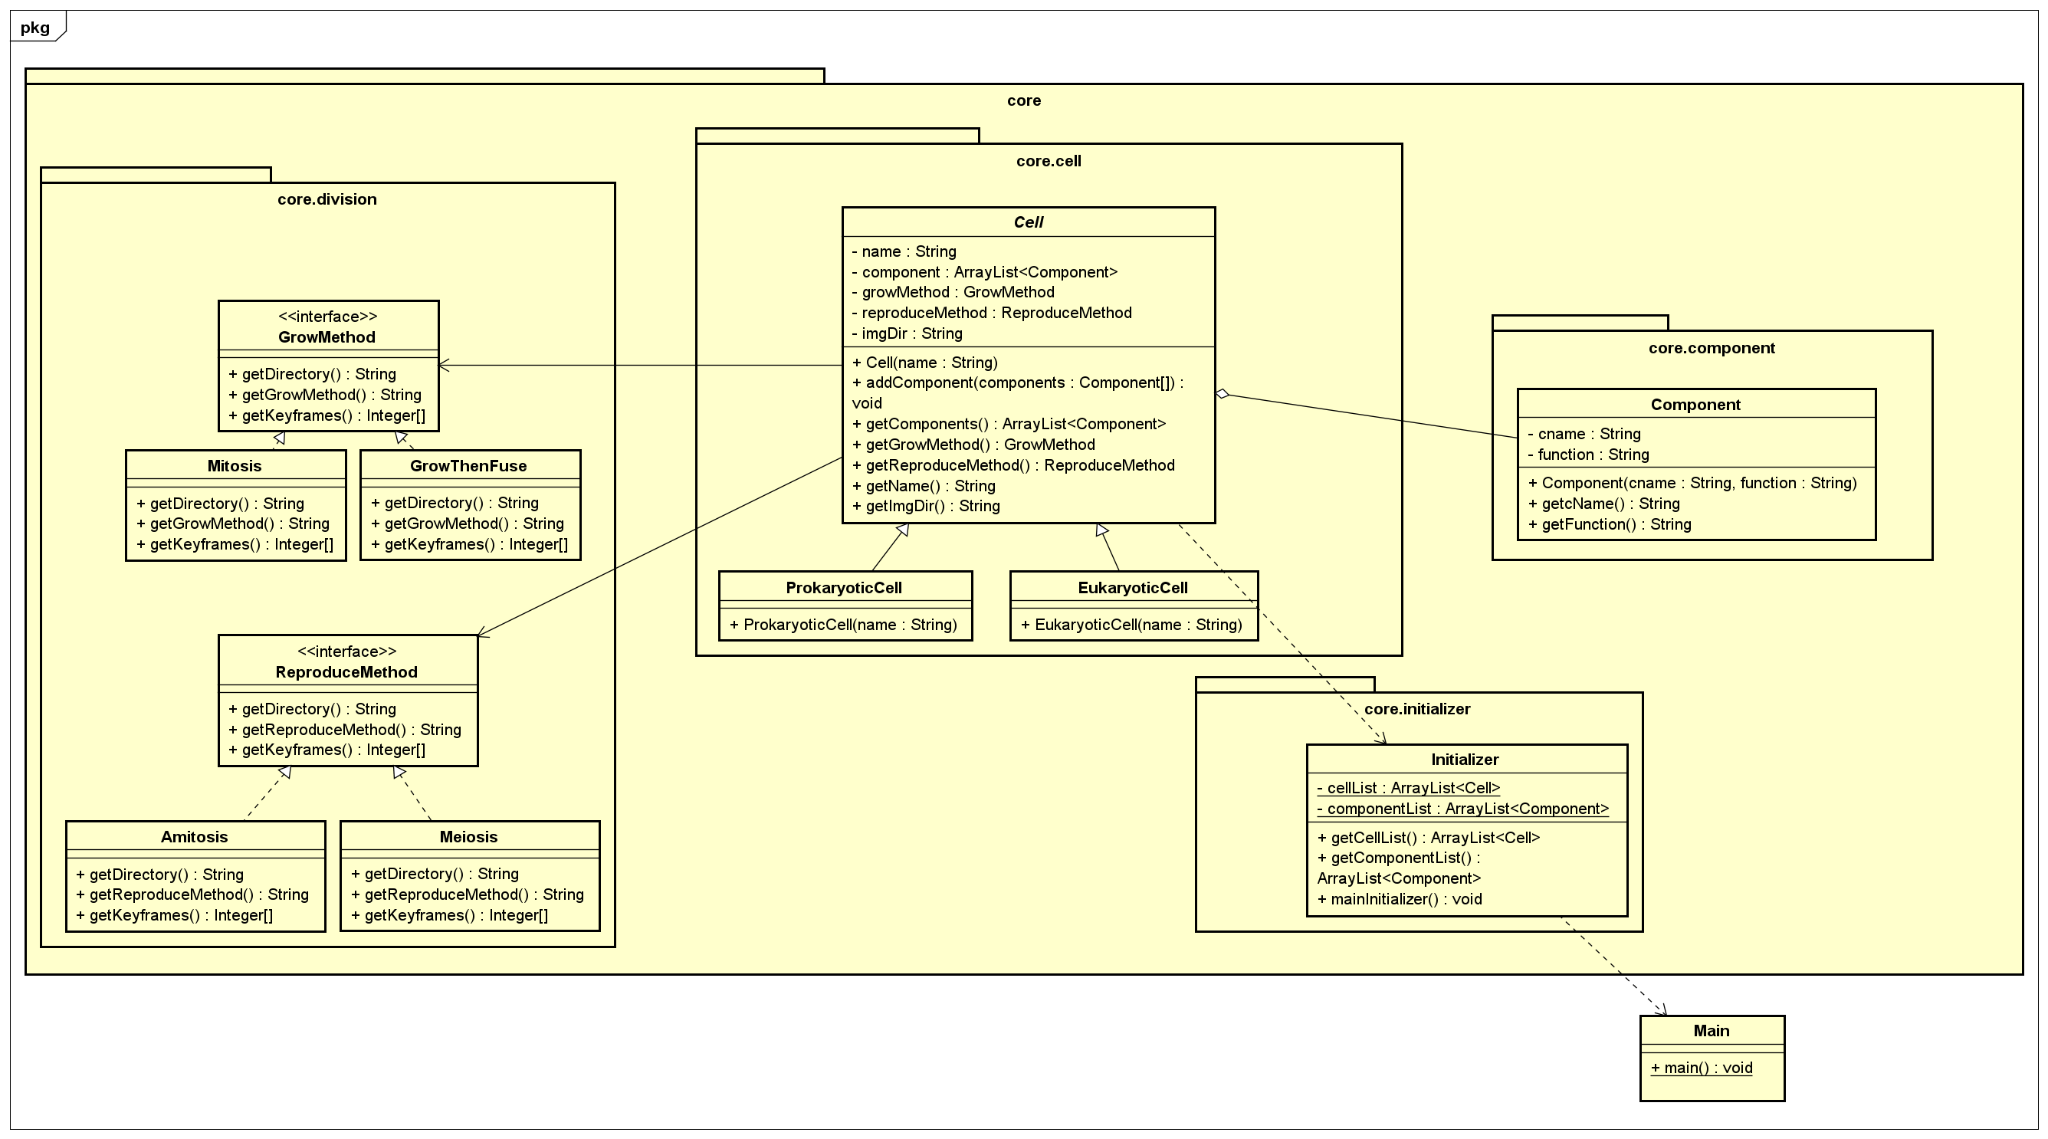 pkg
core
core.division
<<interface>>
GrowMethod
+ getDirectory() : String
+ getGrowMethod() : String
+ getKeyframes() : Integer[]
Mitosis
+ getDirectory() : String
+ getGrowMethod() : String
+ getKeyframes() : Integer[]
GrowThenFuse
+ getDirectory() : String
+ getGrowMethod() : String
+ getKeyframes() : Integer[]
<<interface>>
ReproduceMethod
+ getDirectory() : String
+ getReproduceMethod() : String
+ getKeyframes() : Integer[]
Amitosis
+ getDirectory() : String
+ getReproduceMethod() : String
+ getKeyframes() : Integer[]
Meiosis
+ getDirectory() : String
+ getReproduceMethod() : String
+ getKeyframes() : Integer[]
core.cell
Cell
- name : String
- component : ArrayList<Component>
- growMethod : GrowMethod
- reproduceMethod : ReproduceMethod
- imgDir : String
+ Cell(name : String)
+ addComponent(components : Component[]) :
void
+ getComponents() : ArrayList<Component>
+ getGrowMethod() : GrowMethod
+ getReproduceMethod() : ReproduceMethod
+ getName() : String
+ getImgDir() : String
ProkaryoticCell
+ ProkaryoticCell(name : String)
EukaryoticCell
+ EukaryoticCell(name : String)
core.component
Component
- cname : String
- function : String
+ Component(cname : String, function : String)
+ getcName() : String
+ getFunction() : String
core.initializer
Initializer
- cellList : ArrayList<Cell>
- componentList : ArrayList<Component>
+ getCellList() : ArrayList<Cell>
+ getComponentList() :
ArrayList<Component>
+ mainInitializer() : void
Main
+ main() : void